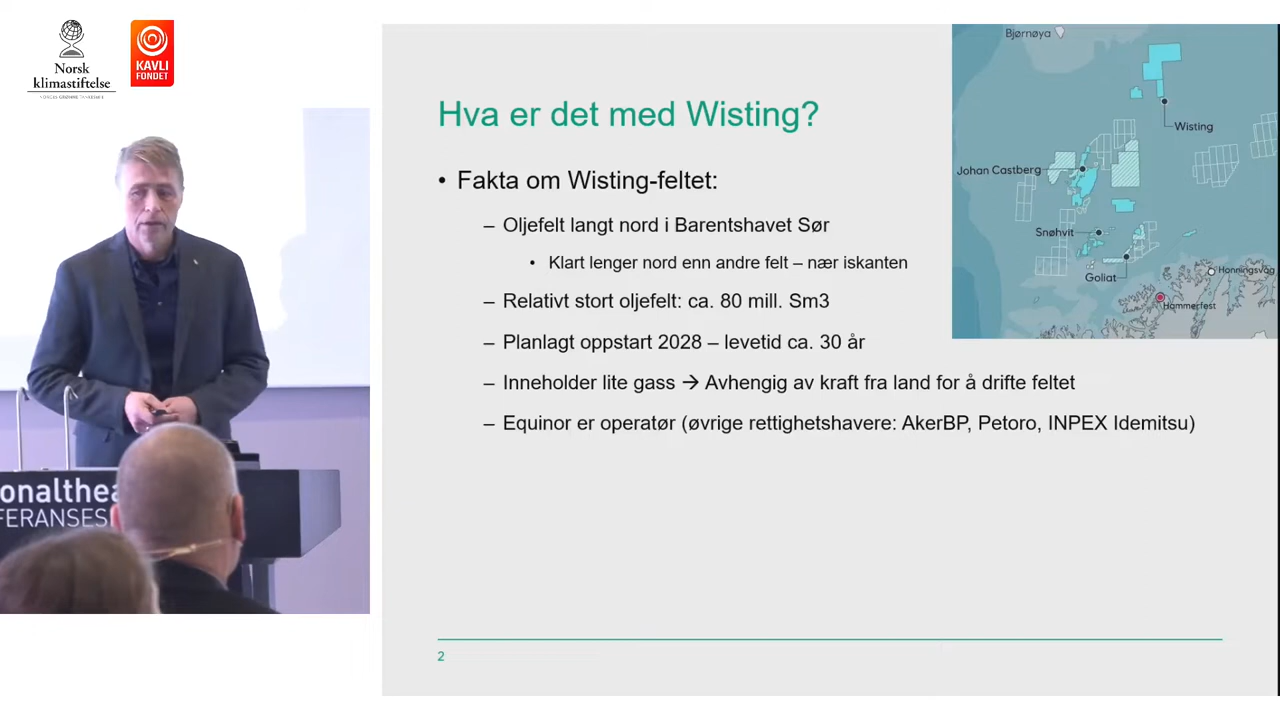 Norsk
klimastiftelse
NORGES GRØNNE TANKESMIE
KAVLI
FONDET
Hva er det med Wisting?
• Fakta om Wisting-feltet:
– Oljefelt langt nord i Barentshavet Sør
• Klart lenger nord enn andre felt – nær iskanten
– Relativt stort oljefelt: ca. 80 mill. Sm3
– Planlagt oppstart 2028 – levetid ca. 30 år
– Inneholder lite gass → Avhengig av kraft fra land for å drifte feltet
– Equinor er operatør (øvrige rettighetshavere: AkerBP, Petoro, INPEX Idemitsu)
Bjørnøya
Wisting
Johan Castberg
Snøhvit
Goliat
Honningsvåg
Hammerfest
onalthea
FERANSES
2